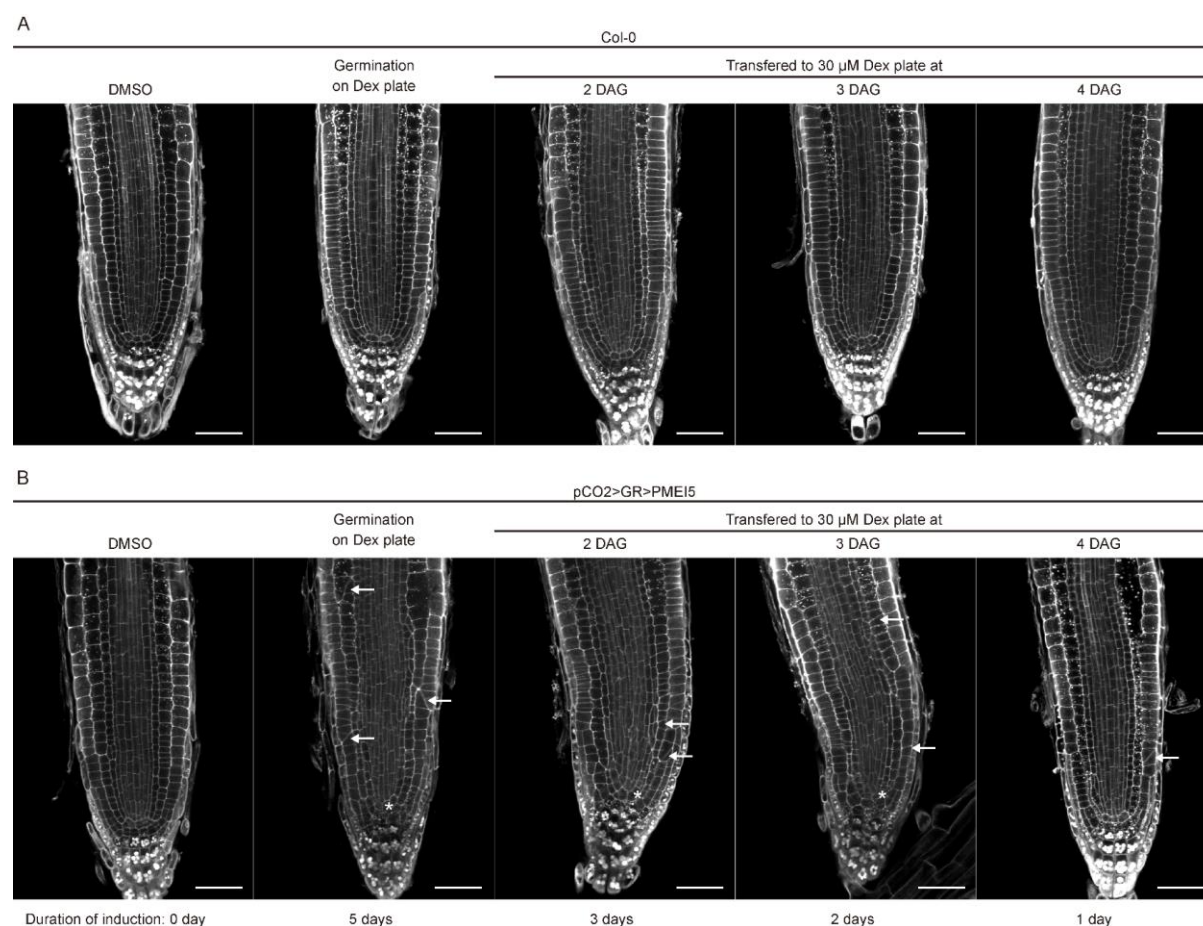 A
Col-0
Germination
on Dex plate
Transfered to 30 µM Dex plate at
DMSO
2 DAG
3 DAG
4 DAG
B
pCO2>GR>PMEI5
Germination
on Dex plate
Transfered to 30 µM Dex plate at
DMSO
2 DAG
3 DAG
4 DAG
*
*
*
Duration of induction: 0 day
5 days
3 days
2 days
1 day